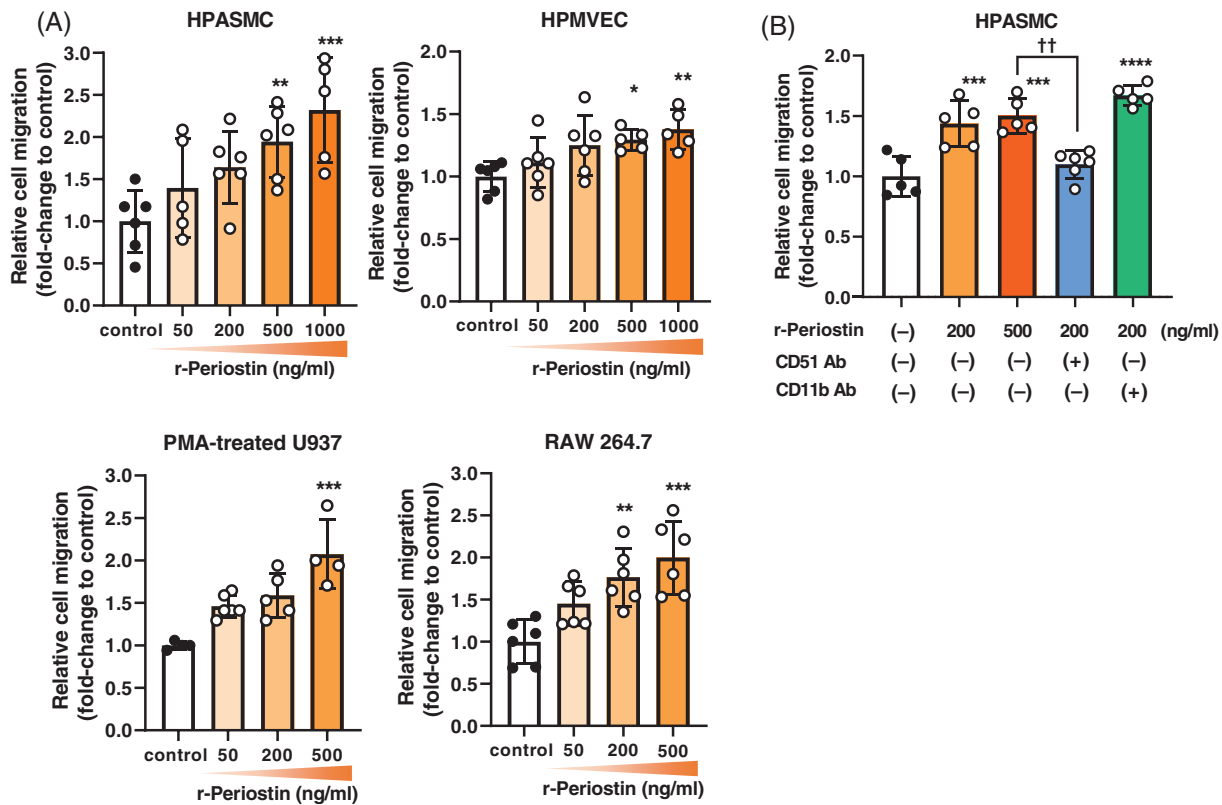 (A)
HPASMC
Relative cell migration
(fold-change to control)
3.0
2.5
2.0
1.5
1.0
0.5
0.0
**
***
control 50 200 500 1000
r-Periostin (ng/ml)
HPMVEC
Relative cell migration
(fold-change to control)
2.0
1.5
1.0
0.5
0.0
*
**
control 50 200 500 1000
r-Periostin (ng/ml)
(B)
HPASMC
Relative cell migration
(fold-change to control)
2.0
1.5
1.0
0.5
0.0
***
***
††
****
r-Periostin (–) 200 500 200 200 (ng/ml)
CD51 Ab (–) (–) (–) (+) (–)
CD11b Ab (–) (–) (–) (–) (+)
PMA-treated U937
Relative cell migration
(fold-change to control)
3.0
2.5
2.0
1.5
1.0
0.5
0.0
***
control 50 200 500
r-Periostin (ng/ml)
RAW 264.7
Relative cell migration
(fold-change to control)
3.0
2.5
2.0
1.5
1.0
0.5
0.0
**
***
control 50 200 500
r-Periostin (ng/ml)